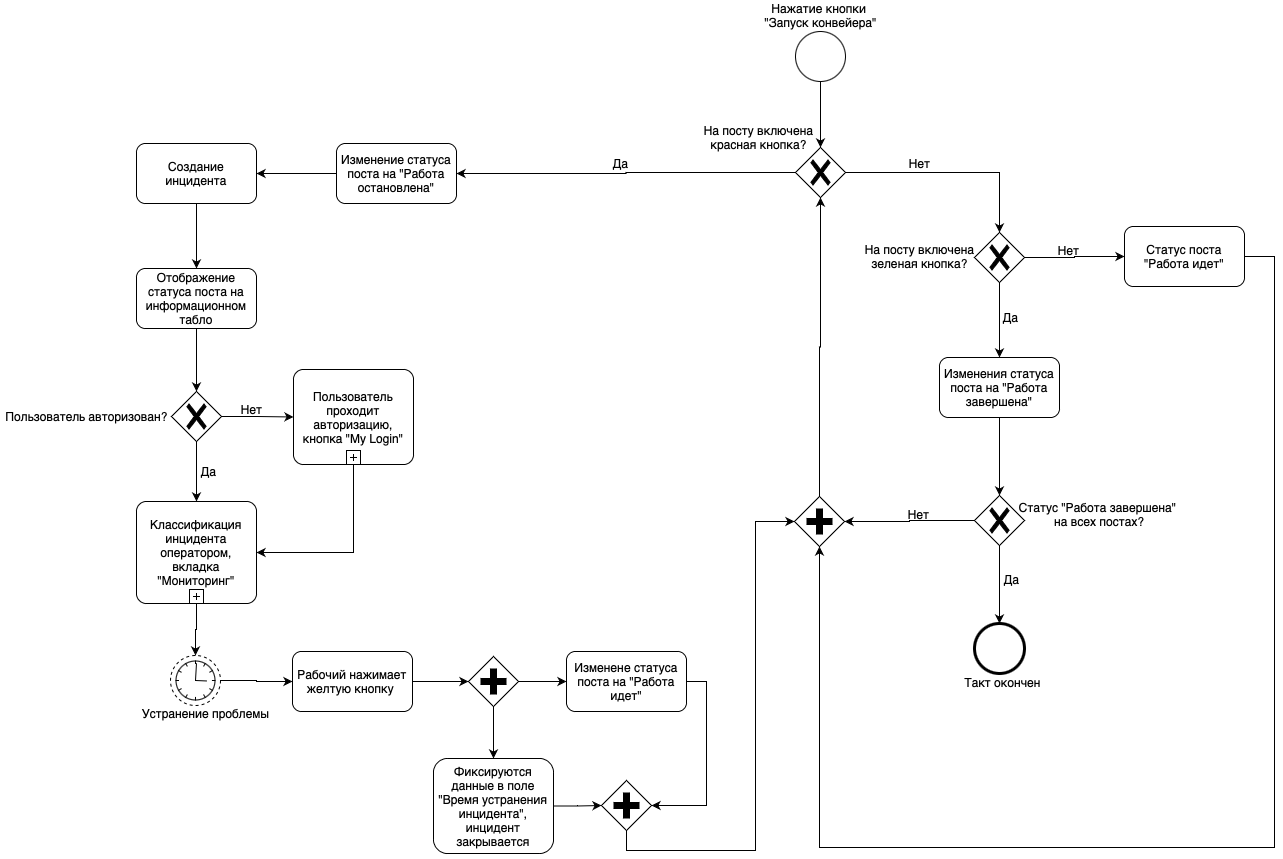 Нажатие кнопки
"Запуск конвейера"
На посту включена
красная кнопка?
Да
Нет
Создание
инцидента
Изменение статуса
поста на "Работа
остановлена"
На посту включена
зеленая кнопка?
Нет
Статус поста
"Работа идет"
Отображение
статуса поста на
информационном
табло
Да
Изменения статуса
поста на "Работа
завершена"
Пользователь авторизован?
Нет
Пользователь
проходит
авторизацию,
кнопка "My Login"
Да
Классификация
инцидента
оператором,
вкладка
"Мониторинг"
Нет
Статус "Работа завершена"
на всех постах?
Да
Такт окончен
Устранение проблемы
Рабочий нажимает
желтую кнопку
Изменене статуса
поста на "Работа
идет"
Фиксируются
данные в поле
"Время устранения
инцидента",
инцидент
закрывается